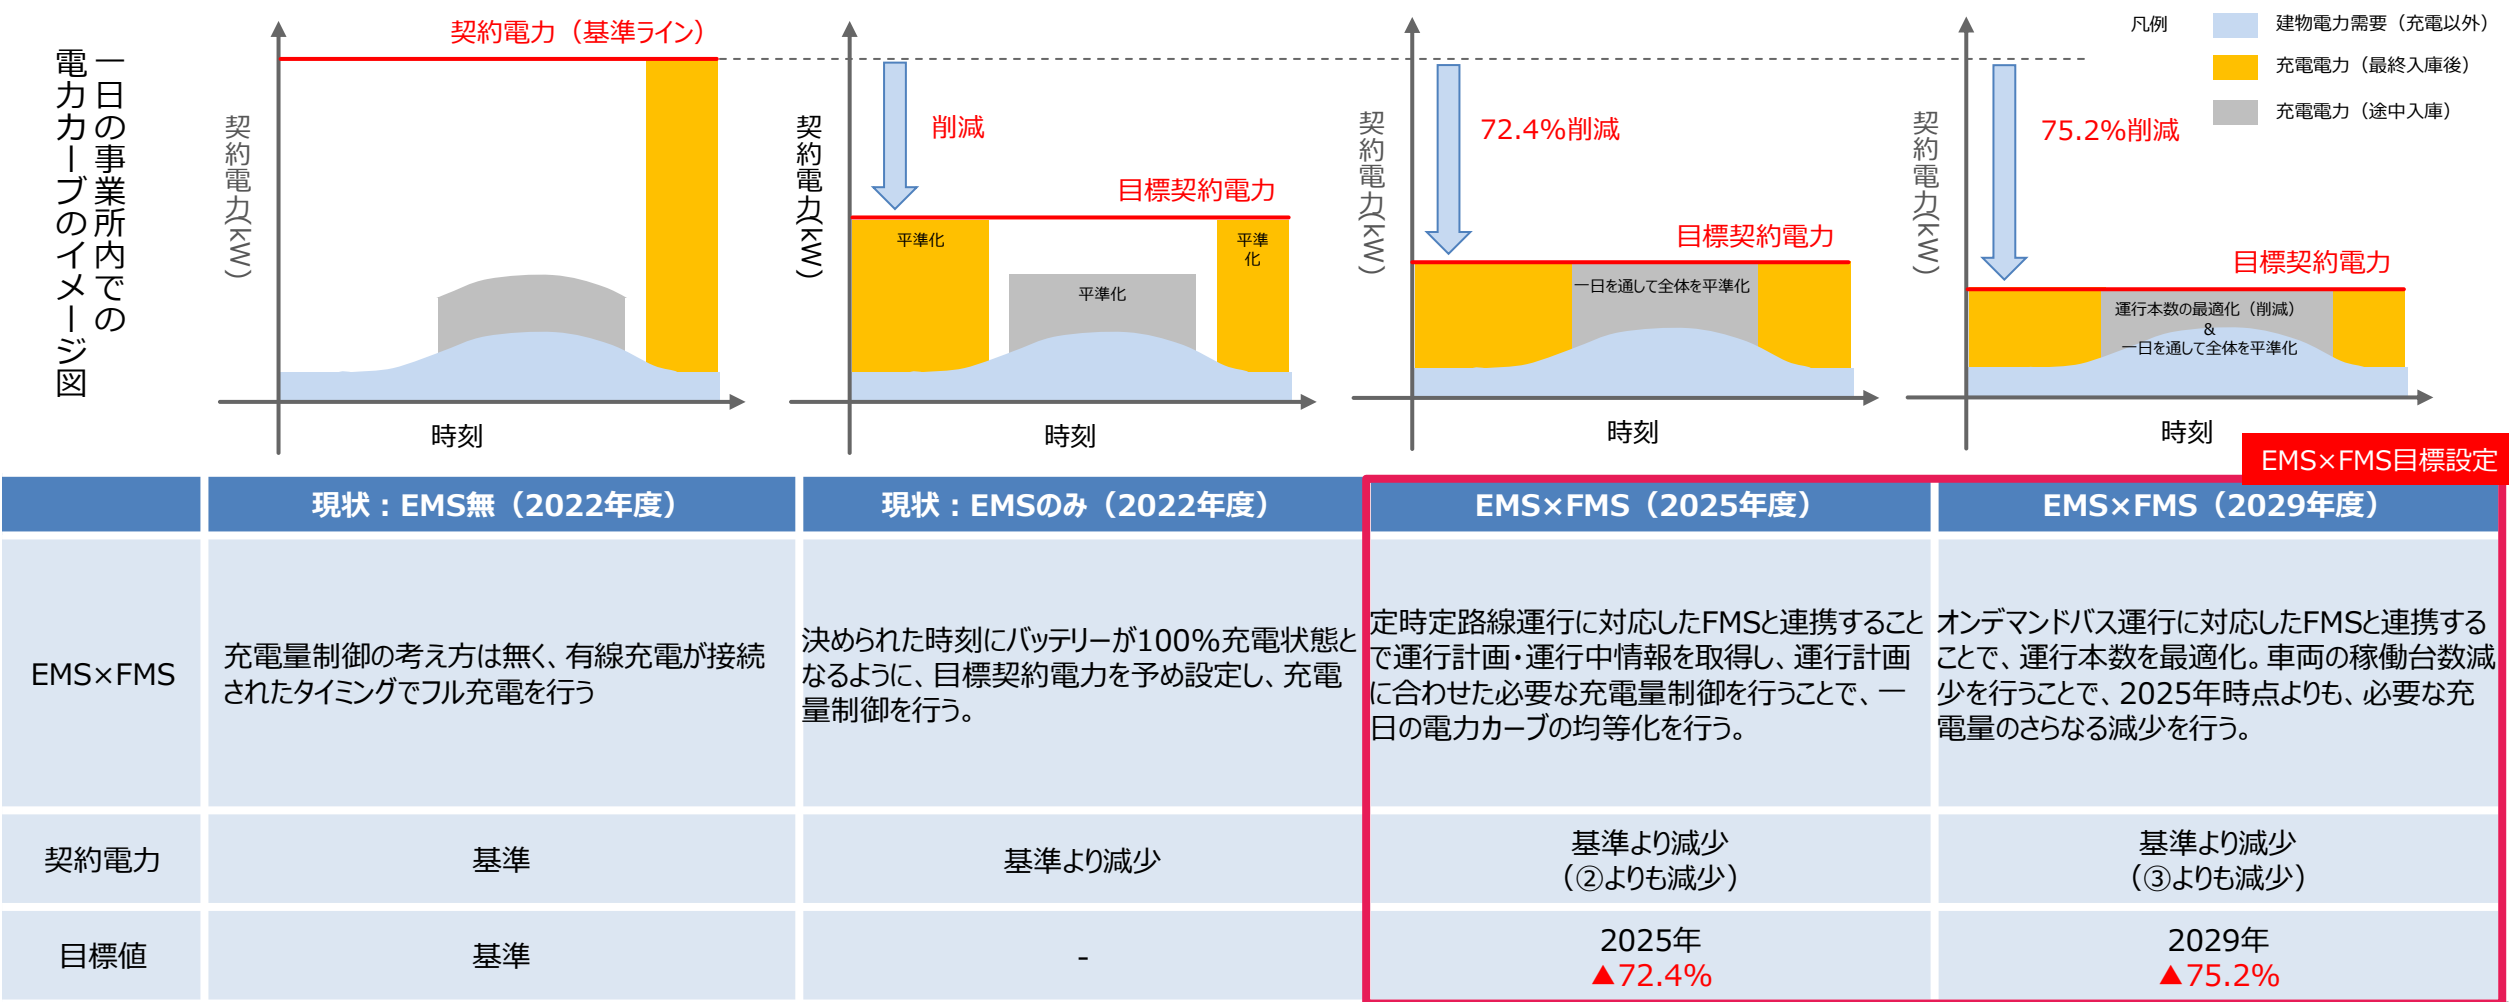 一日の事業所内での
電力カーブのイメージ図
契約電力（基準ライン）
契約電力(kW)
時刻
契約電力(kW)
削減
目標契約電力
平準化
平準
化
平準化
時刻
契約電力(kW)
72.4%削減
目標契約電力
一日を通して全体を平準化
時刻
契約電力(kW)
75.2%削減
目標契約電力
運行本数の最適化（削減）
&
一日を通して全体を平準化
時刻
凡例
建物電力需要（充電以外）
充電電力（最終入庫後）
充電電力（途中入庫）
EMS×FMS目標設定
現状：EMS無（2022年度）
現状：EMSのみ（2022年度）
EMS×FMS（2025年度）
EMS×FMS（2029年度）
EMS×FMS
充電量制御の考え方は無く、有線充電が接続
されたタイミングでフル充電を行う
決められた時刻にバッテリーが100%充電状態と
なるように、目標契約電力を予め設定し、充電
量制御を行う。
定時定路線運行に対応したFMSと連携すること
で運行計画・運行中情報を取得し、運行計画
に合わせた必要な充電量制御を行うことで、一
日の電力カーブの均等化を行う。
オンデマンドバス運行に対応したFMSと連携する
ことで、運行本数を最適化。車両の稼働台数減
少を行うことで、2025年時点よりも、必要な充
電量のさらなる減少を行う。
契約電力
基準
基準より減少
基準より減少
（②よりも減少）
基準より減少
（③よりも減少）
目標値
基準
-
2025年
▲72.4%
2029年
▲75.2%